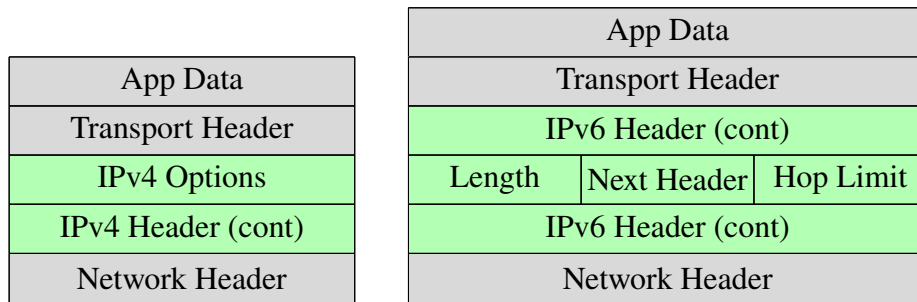 App Data
Transport Header
IPv4 Options
IPv4 Header (cont)
Network Header
App Data
Transport Header
IPv6 Header (cont)
Length Next Header Hop Limit
IPv6 Header (cont)
Network Header